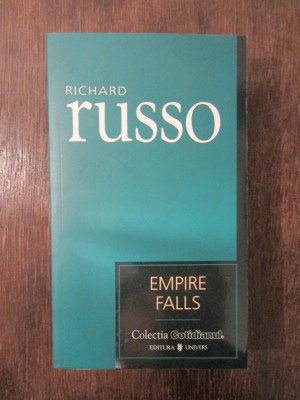 RICHARD
russo
EMPIRE
FALLS
Colecția Cotidianul.
EDITURA UNIVERS